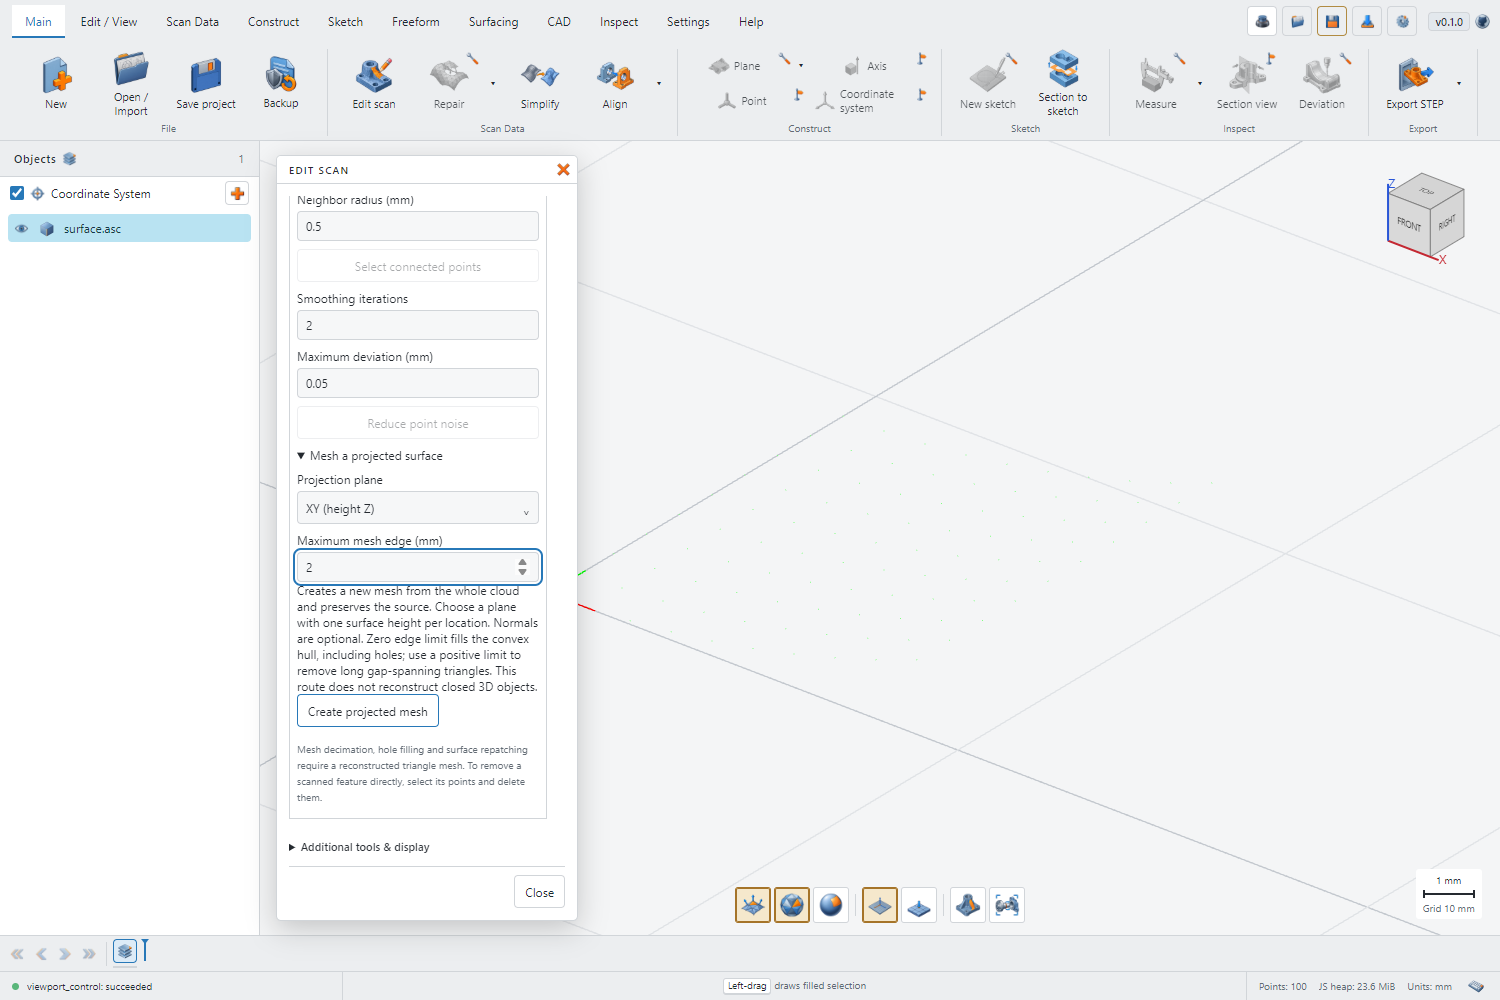 Main
Edit / View
Scan Data
Construct
Sketch
Freeform
Surfacing
CAD
Inspect
Settings
Help
v0.1.0
New
Open /
Import
Save project
Backup
File
Edit scan
Repair
Simplify
Align
Scan Data
Plane
Point
Axis
Coordinate
system
Construct
New sketch
Section to
sketch
Sketch
Measure
Section view
Deviation
Inspect
Export STEP
Export
Objects
1
Coordinate System
surface.asc
EDIT SCAN
Neighbor radius (mm)
0.5
Select connected points
Smoothing iterations
2
Maximum deviation (mm)
0.05
Reduce point noise
Mesh a projected surface
Projection plane
XY (height Z)
Maximum mesh edge (mm)
2
Creates a new mesh from the whole cloud
and preserves the source. Choose a plane
with one surface height per location. Normals
are optional. Zero edge limit fills the convex
hull, including holes; use a positive limit to
remove long gap-spanning triangles. This
route does not reconstruct closed 3D objects.
Create projected mesh
Mesh decimation, hole filling and surface repatching
require a reconstructed triangle mesh. To remove a
scanned feature directly, select its points and delete
them.
Additional tools & display
Close
Z
TOP
FRONT
RIGHT
X
1 mm
Grid 10 mm
viewport_control: succeeded
Left-drag draws filled selection
Points: 100
JS heap: 23.6 MiB
Units: mm